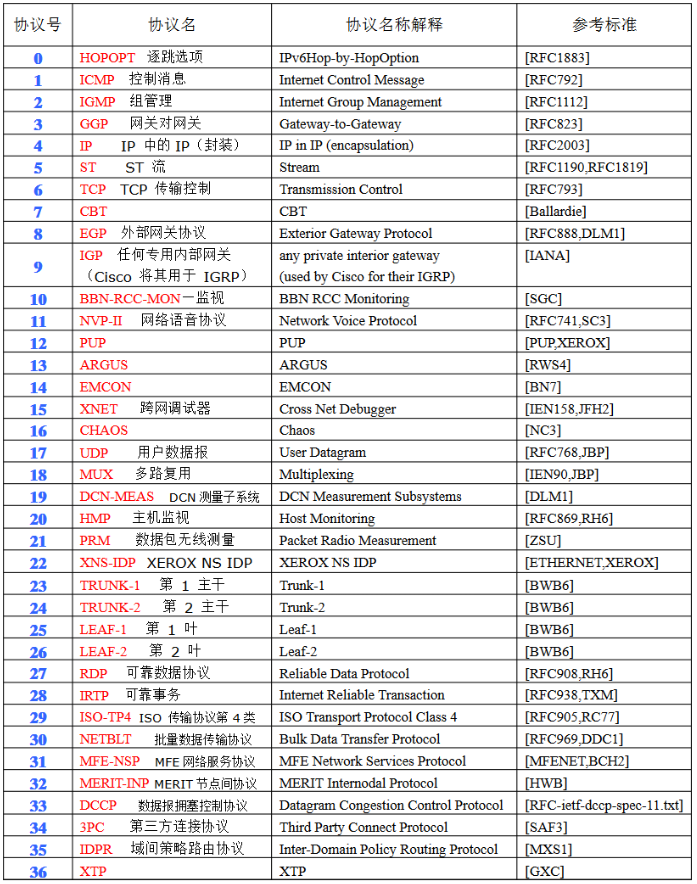 协议号 协议名 协议名称解释 参考标准
0 HOPOPT 逐跳选项 IPv6Hop-by-HopOption [RFC1883]
1 ICMP 控制消息 Internet Control Message [RFC792]
2 IGMP 组管理 Internet Group Management [RFC1112]
3 GGP 网关对网关 Gateway-to-Gateway [RFC823]
4 IP IP 中的 IP（封装） IP in IP (encapsulation) [RFC2003]
5 ST ST 流 Stream [RFC1190,RFC1819]
6 TCP TCP 传输控制 Transmission Control [RFC793]
7 CBT CBT [Ballardie]
8 EGP 外部网关协议 Exterior Gateway Protocol [RFC888,DLM1]
9 IGP 任何专用内部网关 any private interior gateway [IANA]
（Cisco 将其用于 IGRP） (used by Cisco for their IGRP)
10 BBN-RCC-MON一监视 BBN RCC Monitoring [SGC]
11 NVP-II 网络语音协议 Network Voice Protocol [RFC741,SC3]
12 PUP PUP [PUP,XEROX]
13 ARGUS ARGUS [RWS4]
14 EMCON EMCON [BN7]
15 XNET 跨网调试器 Cross Net Debugger [IEN158,JFH2]
16 CHAOS Chaos [NC3]
17 UDP 用户数据报 User Datagram [RFC768,JBP]
18 MUX 多路复用 Multiplexing [IEN90,JBP]
19 DCN-MEAS DCN 测量子系统 DCN Measurement Subsystems [DLM1]
20 HMP 主机监视 Host Monitoring [RFC869,RH6]
21 PRM 数据包无线测量 Packet Radio Measurement [ZSU]
22 XNS-IDP XEROX NS IDP XEROX NS IDP [ETHERNET,XEROX]
23 TRUNK-1 第 1 主干 Trunk-1 [BWB6]
24 TRUNK-2 第 2 主干 Trunk-2 [BWB6]
25 LEAF-1 第 1 叶 Leaf-1 [BWB6]
26 LEAF-2 第 2 叶 Leaf-2 [BWB6]
27 RDP 可靠数据协议 Reliable Data Protocol [RFC908,RH6]
28 IRTP 可靠事务 Internet Reliable Transaction [RFC938,TXM]
29 ISO-TP4 ISO 传输协议第 4 类 ISO Transport Protocol Class 4 [RFC905,RC77]
30 NETBLT 批量数据传输协议 Bulk Data Transfer Protocol [RFC969,DDC1]
31 MFE-NSP MFE 网络服务协议 MFE Network Services Protocol [MFENET,BCH2]
32 MERIT-INP MERIT 节点间协议 MERIT Internodal Protocol [HWB]
33 DCCP 数据报拥塞控制协议 Datagram Congestion Control Protocol [RFC-ietf-dccp-spec-11.txt]
34 3PC 第三方连接协议 Third Party Connect Protocol [SAF3]
35 IDPR 域间策略路由协议 Inter-Domain Policy Routing Protocol [MXS1]
36 XTP XTP [GXC]